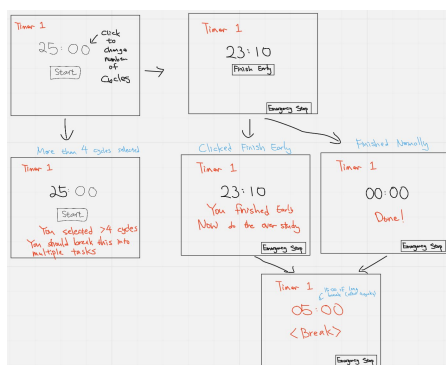 Timer 1
25:00
Click
to
change
number
of
Cycles
Start
Timer 1
23:10
Finish Early
Emergency Stop
More than 4 cycles selected
Timer 1
25:00
Start
You selected >4 cycles
You should break this into
multiple tasks
Clicked Finish Early
Timer 1
23:10
You finished Early
Now do the over study
Emergency Stop
Finished Normally
Timer 1
00:00
Done!
Emergency Stop
Timer 1
if long
break
05:00
<Break>
Emergency Stop